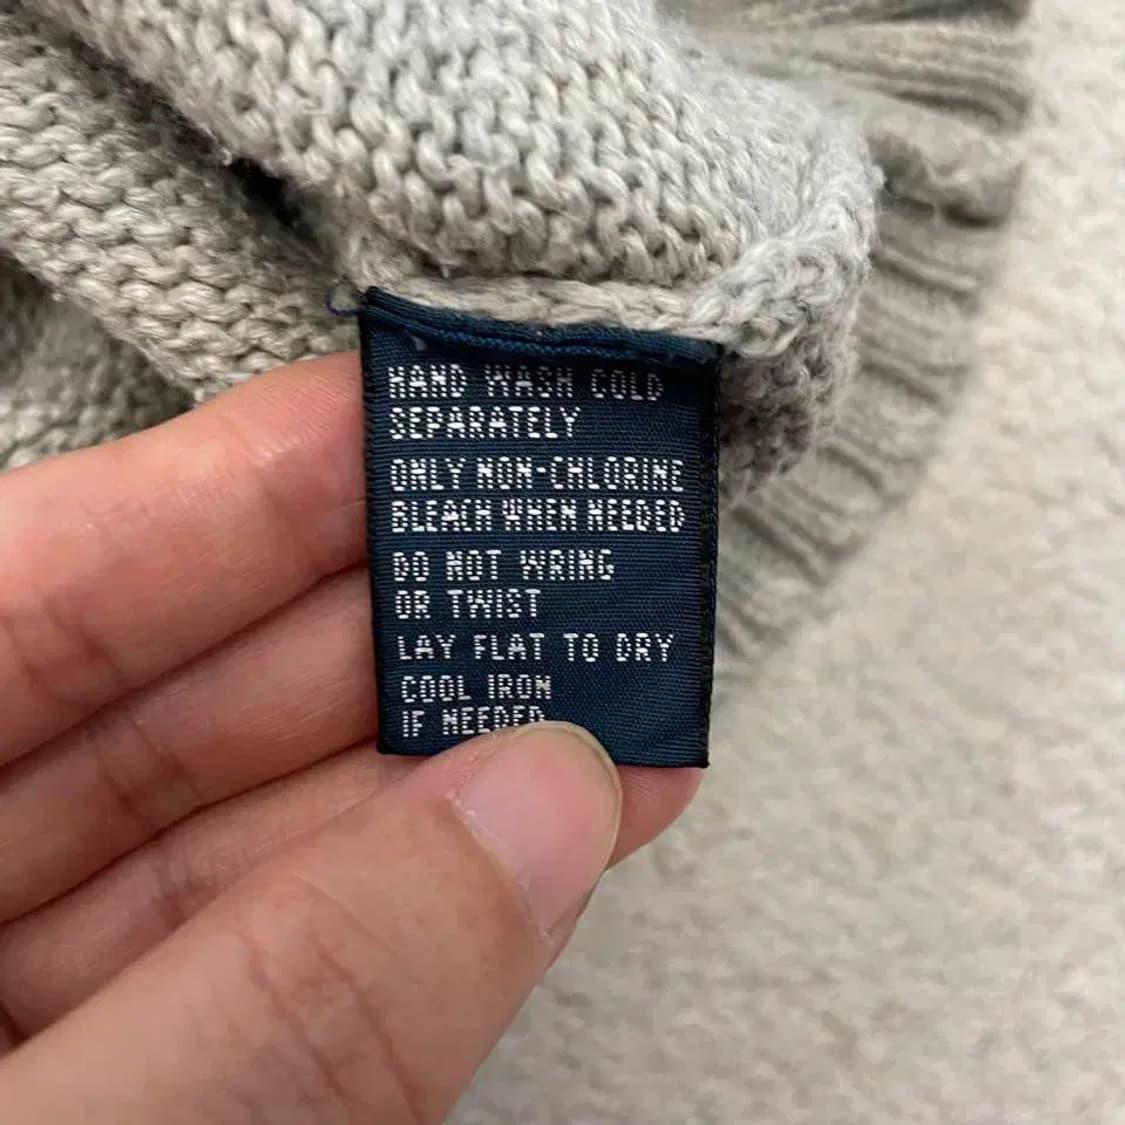 HAND WASH COLD
SEPARATELY
ONLY NON-CHLORINE
BLEACH WHEN NEEDED
DO NOT WRING
OR TWIST
LAY FLAT TO DRY
COOL IRON
IF NEEDED